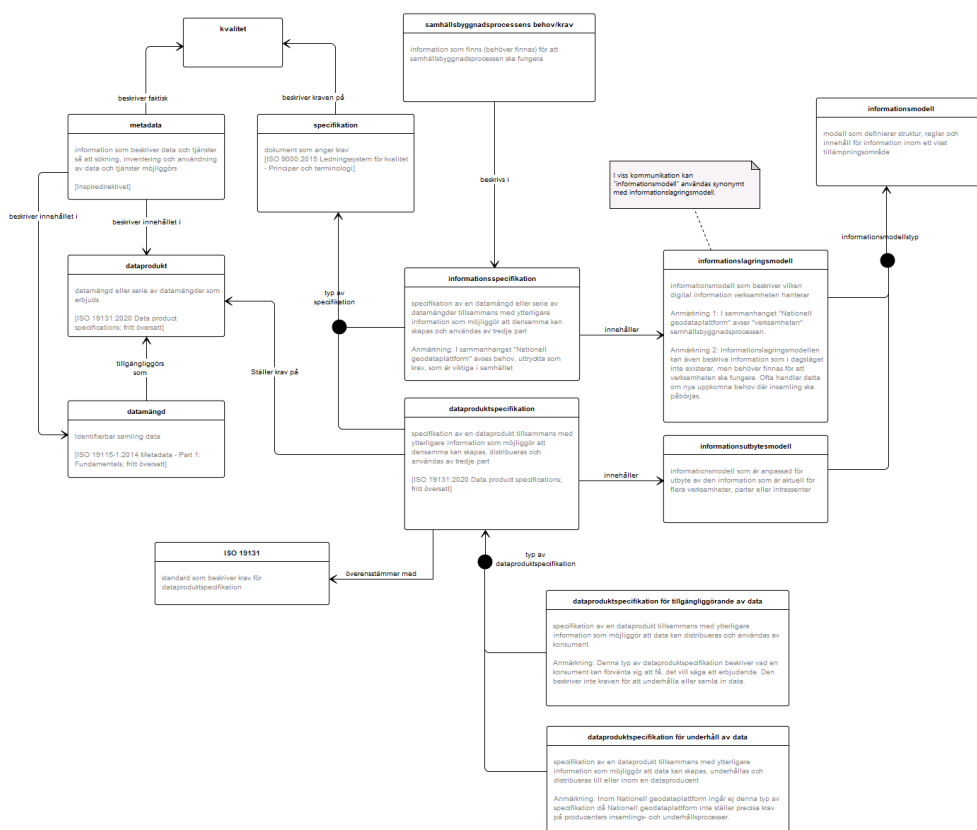 kvalitet
samhällsbyggnadsprocessens behov/krav
information som finns (behöver finnas) för att
samhällsbyggnadsprocessen ska fungera
beskriver faktisk
beskriver kraven på
metadata
information som beskriver data och tjänster
så att sökning, inventering och användning
av data och tjänster möjliggörs
[Inspiredirektivet]
specifikation
dokument som anger krav
[ISO 9000:2015 Ledningssystem för kvalitet
- Principer och terminologi]
informationsmodell
modell som definierar struktur, regler och
innehåll för information inom ett visst
tillämpningsområde
I viss kommunikation kan
"informationsmodell" användas synonymt
med informationslagringsmodell.
beskrivs i
beskriver innehållet i
beskriver innehållet i
informationsmodellstyp
dataprodukt
datamängd eller serie av datamängder som
erbjuds
[ISO 19131:2020 Data product
specifications; fritt översatt]
typ av
specifikation
informationsspecifikation
specifikation av en datamängd eller serie av
datamängder tillsammans med ytterligare
information som möjliggör att densamma kan
skapas och användas av tredje part
Anmärkning: I sammanhanget "Nationell
geodataplattform" avses behov, uttryckta som
krav, som är viktiga i samhället
innehåller
informationslagringsmodell
informationsmodell som beskriver vilken
digital information verksamheten hanterar
Anmärkning 1: I sammanhanget "Nationell
geodataplattform" avser "verksamheten"
samhällsbyggnadsprocessen.
Anmärkning 2: Informationslagringsmodellen
kan även beskriva information som i dagsläget
inte existerar, men behöver finnas för att
verksamheten ska fungera. Ofta handlar detta
om nya uppkomna behov där insamling ska
påbörjas.
tillgängliggörs
som
Ställer krav på
datamängd
Identifierbar samling data
[ISO 19115-1:2014 Metadata - Part 1:
Fundamentals; fritt översatt]
dataproduktspecifikation
specifikation av en dataprodukt tillsammans med
ytterligare information som möjliggör att
densamma kan skapas, distribueras och
användas av tredje part
[ISO 19131:2020 Data product specifications;
fritt översatt]
innehåller
informationsutbytesmodell
informationsmodell som är anpassad för
utbyte av den information som är aktuell för
flera verksamheter, parter eller intressenter
ISO 19131
standard som beskriver krav för
dataproduktspecifikation
överensstämmer med
typ av
dataproduktspecifikation
dataproduktspecifikation för tillgängliggörande av data
specifikation av en dataprodukt tillsammans med ytterligare
information som möjliggör att data kan distribueras och användas av
konsument
Anmärkning: Denna typ av dataproduktspecifikation beskriver vad en
konsument kan förvänta sig att få, det vill säga ett erbjudande. Den
beskriver inte kraven för att underhålla eller samla in data.
dataproduktspecifikation för underhåll av data
specifikation av en dataprodukt tillsammans med ytterligare
information som möjliggör att data kan skapas, underhållas och
distribueras till eller inom en dataproducent
Anmärkning: Inom Nationell geodataplattform ingår ej denna typ av
specifikation då Nationell geodataplattform inte ställer precisa krav
på producenters insamlings- och underhållsprocesser.